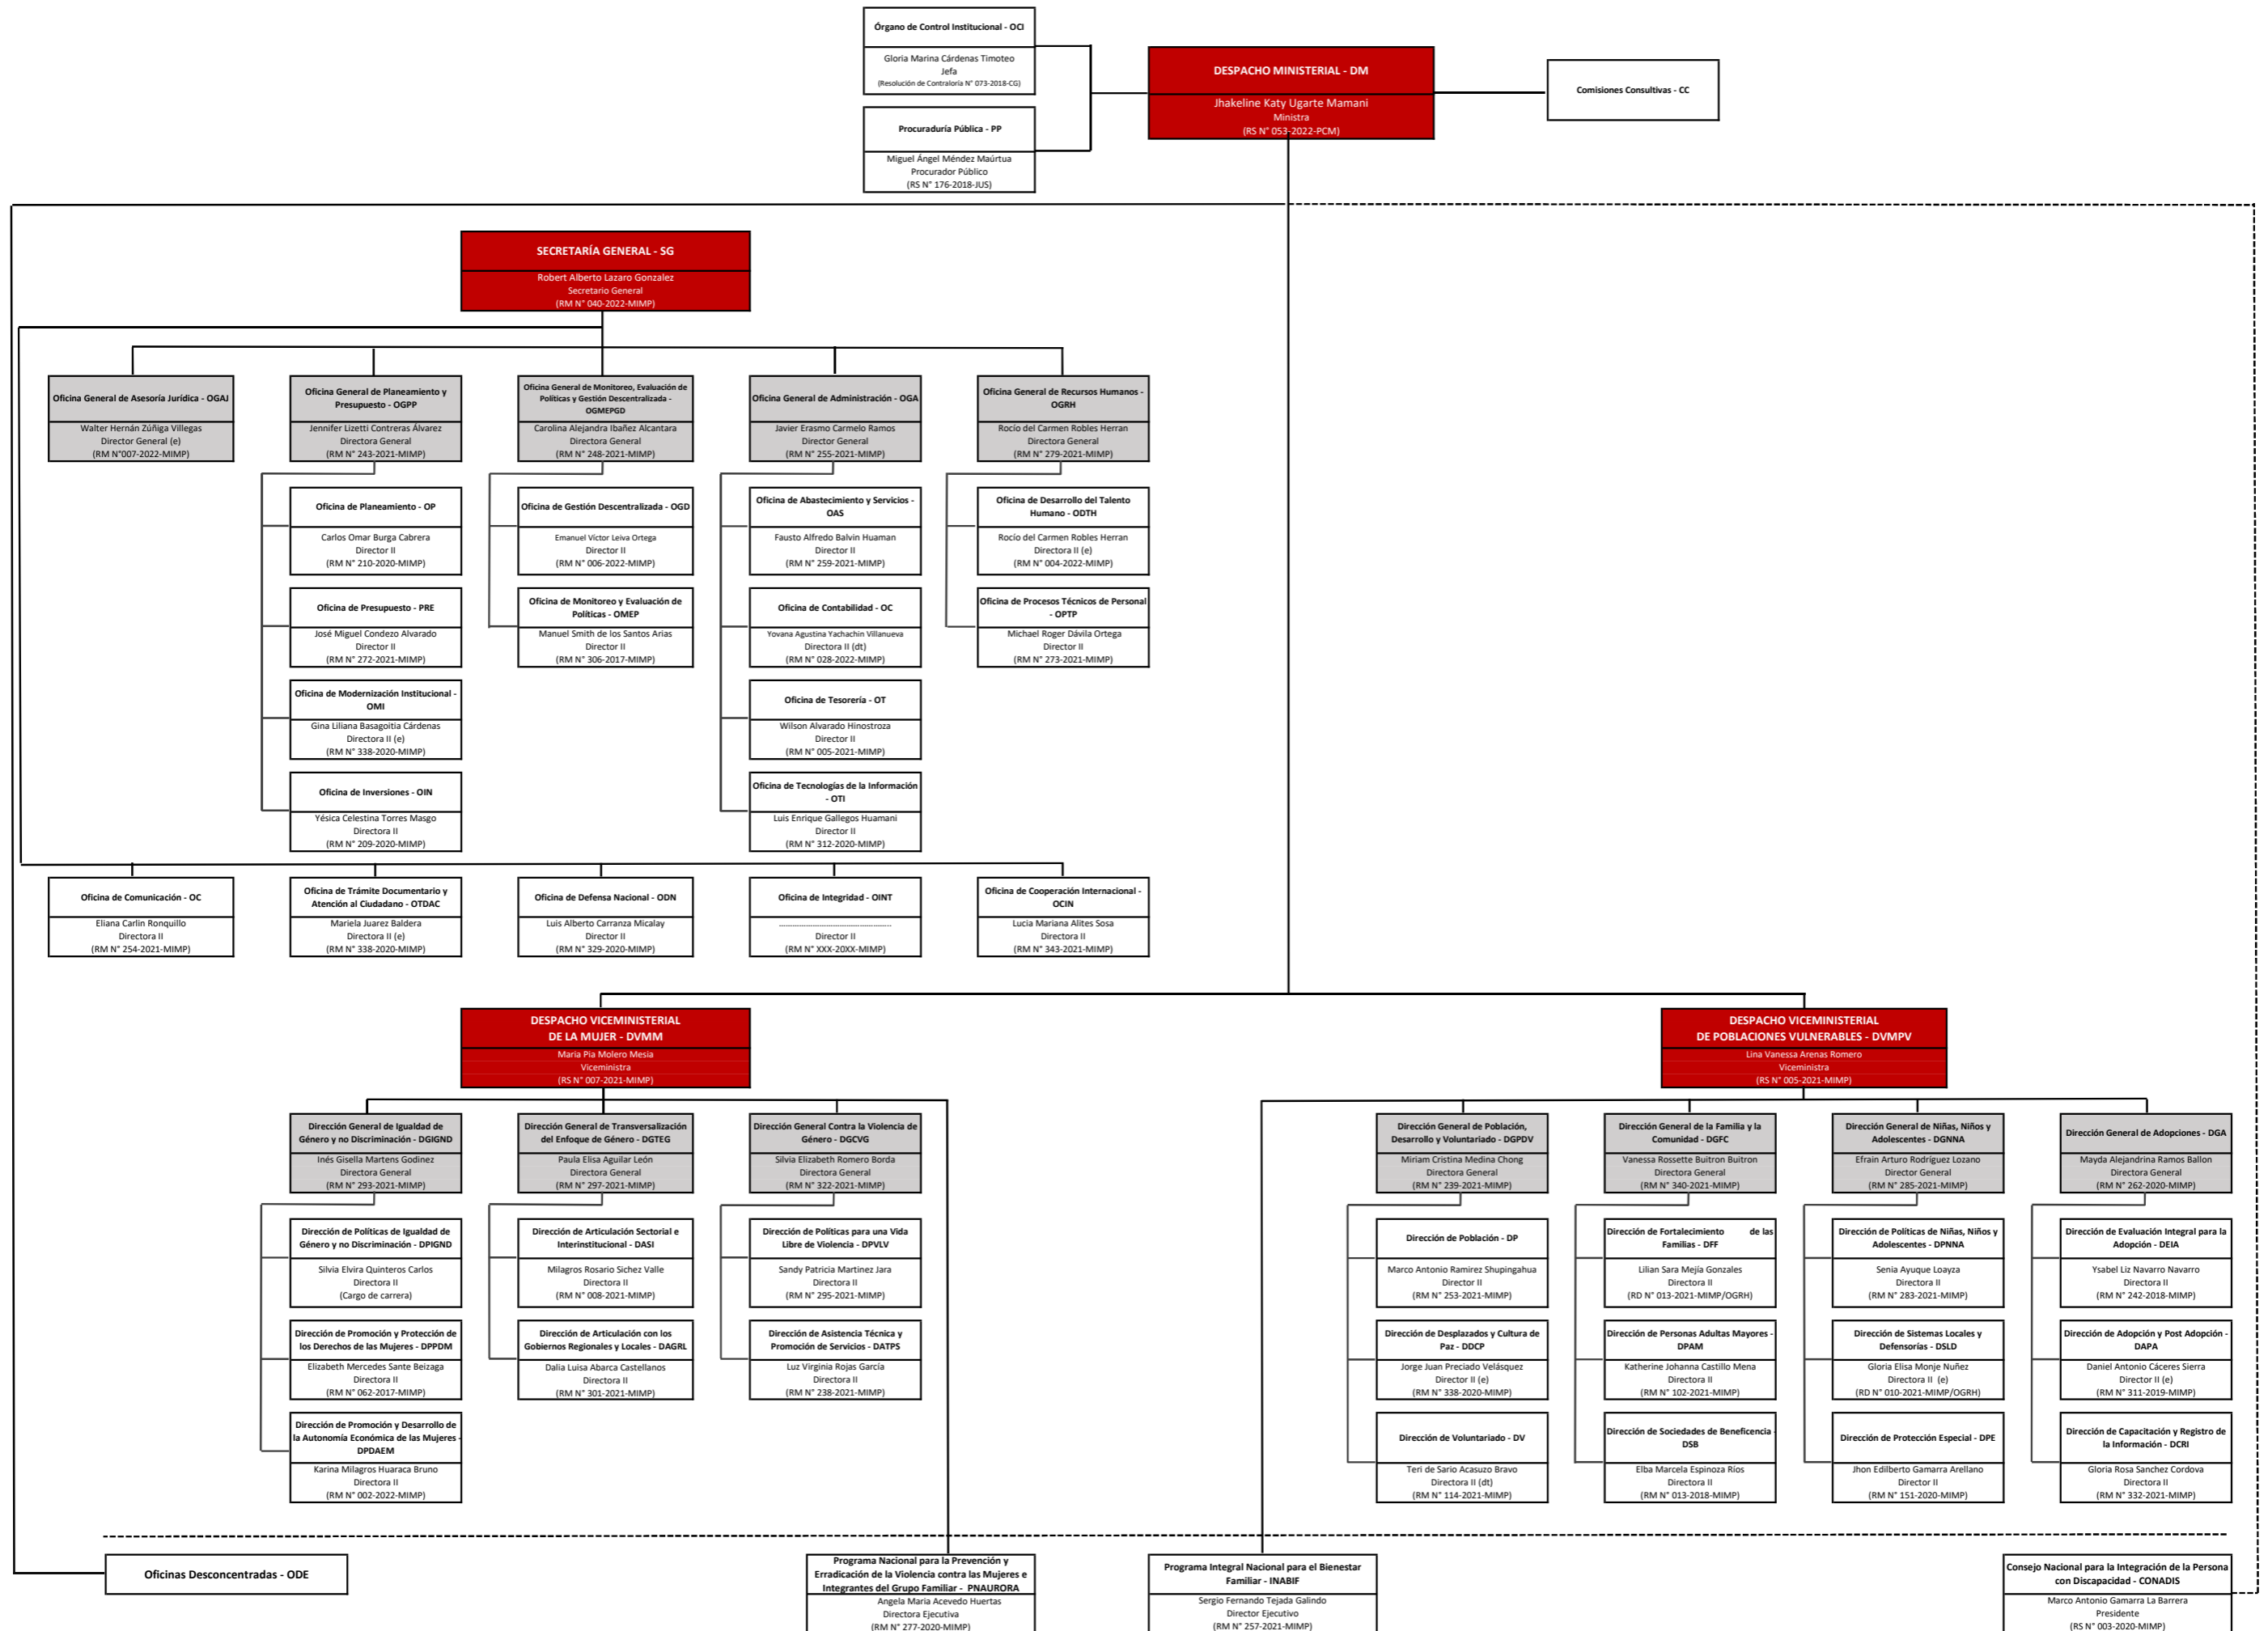 Órgano de Control Institucional - OCI
Gloria Marina Cárdenas Timoteo
Jefa
(Resolución de Contraloría N° 073-2018-CG)
DESPACHO MINISTERIAL - DM
Jhakeline Katy Ugarte Mamani
Ministra
(RS N° 053-2022-PCM)
Comisiones Consultivas - CC
Procuraduría Pública - PP
Miguel Ángel Méndez Maúrtua
Procurador Público
(RS N° 176-2018-JUS)
SECRETARÍA GENERAL - SG
Robert Alberto Lazaro Gonzalez
Secretario General
(RM N° 040-2022-MIMP)
Oficina General de Asesoría Jurídica - OGAJ
Walter Hernán Zúñiga Villegas
Director General (e)
(RM N°007-2022-MIMP)
Oficina General de Planeamiento y
Presupuesto - OGPP
Jennifer Lizetti Contreras Álvarez
Directora General
(RM N° 243-2021-MIMP)
Oficina General de Monitoreo, Evaluación de
Políticas y Gestión Descentralizada -
OGMEPGD
Carolina Alejandra Ibañez Alcantara
Directora General
(RM N° 248-2021-MIMP)
Oficina General de Administración - OGA
Javier Erasmo Carmelo Ramos
Director General
(RM N° 255-2021-MIMP)
Oficina General de Recursos Humanos -
OGRH
Rocío del Carmen Robles Herran
Directora General
(RM N° 279-2021-MIMP)
Oficina de Planeamiento - OP
Carlos Omar Burga Cabrera
Director II
(RM N° 210-2020-MIMP)
Oficina de Gestión Descentralizada - OGD
Emanuel Víctor Leiva Ortega
Director II
(RM N° 006-2022-MIMP)
Oficina de Abastecimiento y Servicios -
OAS
Fausto Alfredo Balvin Huaman
Director II
(RM N° 259-2021-MIMP)
Oficina de Desarrollo del Talento
Humano - ODTH
Rocío del Carmen Robles Herran
Directora II (e)
(RM N° 004-2022-MIMP)
Oficina de Presupuesto - PRE
José Miguel Condezo Alvarado
Director II
(RM N° 272-2021-MIMP)
Oficina de Monitoreo y Evaluación de
Políticas - OMEP
Manuel Smith de los Santos Arias
Director II
(RM N° 306-2017-MIMP)
Oficina de Contabilidad - OC
Yovana Agustina Yachachin Villanueva
Directora II (dt)
(RM N° 028-2022-MIMP)
Oficina de Procesos Técnicos de Personal
- OPTP
Michael Roger Dávila Ortega
Director II
(RM N° 273-2021-MIMP)
Oficina de Modernización Institucional -
OMI
Gina Liliana Basagoitia Cárdenas
Directora II (e)
(RM N° 338-2020-MIMP)
Oficina de Tesorería - OT
Wilson Alvarado Hinostroza
Director II
(RM N° 005-2021-MIMP)
Oficina de Inversiones - OIN
Yésica Celestina Torres Masgo
Directora II
(RM N° 209-2020-MIMP)
Oficina de Tecnologías de la Información
- OTI
Luis Enrique Gallegos Huamani
Director II
(RM N° 312-2020-MIMP)
Oficina de Comunicación - OC
Eliana Carlin Ronquillo
Directora II
(RM N° 254-2021-MIMP)
Oficina de Trámite Documentario y
Atención al Ciudadano - OTDAC
Mariela Juarez Baldera
Directora II (e)
(RM N° 338-2020-MIMP)
Oficina de Defensa Nacional - ODN
Luis Alberto Carranza Micalay
Director II
(RM N° 329-2020-MIMP)
Oficina de Integridad - OINT
................................................
Director II
(RM N° XXX-20XX-MIMP)
Oficina de Cooperación Internacional -
OCIN
Lucia Mariana Alites Sosa
Directora II
(RM N° 343-2021-MIMP)
DESPACHO VICEMINISTERIAL
DE LA MUJER - DVMM
Maria Pia Molero Mesia
Viceministra
(RS N° 007-2021-MIMP)
DESPACHO VICEMINISTERIAL
DE POBLACIONES VULNERABLES - DVMPV
Lina Vanessa Arenas Romero
Viceministra
(RS N° 005-2021-MIMP)
Dirección General de Igualdad de
Género y no Discriminación - DGIGND
Inés Gisella Martens Godinez
Directora General
(RM N° 293-2021-MIMP)
Dirección General de Transversalización
del Enfoque de Género - DGTEG
Paula Elisa Aguilar León
Directora General
(RM N° 297-2021-MIMP)
Dirección General Contra la Violencia de
Género - DGCVG
Silvia Elizabeth Romero Borda
Directora General
(RM N° 322-2021-MIMP)
Dirección General de Población,
Desarrollo y Voluntariado - DGPDV
Miriam Cristina Medina Chong
Directora General
(RM N° 239-2021-MIMP)
Dirección General de la Familia y la
Comunidad - DGFC
Vanessa Rossette Buitron Buitron
Directora General
(RM N° 340-2021-MIMP)
Dirección General de Niñas, Niños y
Adolescentes - DGNNA
Efrain Arturo Rodríguez Lozano
Director General
(RM N° 285-2021-MIMP)
Dirección General de Adopciones - DGA
Mayda Alejandrina Ramos Ballon
Directora General
(RM N° 262-2020-MIMP)
Dirección de Políticas de Igualdad de
Género y no Discriminación - DPIGND
Silvia Elvira Quinteros Carlos
Directora II
(Cargo de carrera)
Dirección de Articulación Sectorial e
Interinstitucional - DASI
Milagros Rosario Sichez Valle
Directora II
(RM N° 008-2021-MIMP)
Dirección de Políticas para una Vida
Libre de Violencia - DPVLV
Sandy Patricia Martinez Jara
Directora II
(RM N° 295-2021-MIMP)
Dirección de Población - DP
Marco Antonio Ramirez Shupingahua
Director II
(RM N° 253-2021-MIMP)
Dirección de Fortalecimiento de las
Familias - DFF
Lilian Sara Mejía Gonzales
Directora II
(RD N° 013-2021-MIMP/OGRH)
Dirección de Políticas de Niñas, Niños y
Adolescentes - DPNNA
Senia Ayuque Loayza
Directora II
(RM N° 283-2021-MIMP)
Dirección de Evaluación Integral para la
Adopción - DEIA
Ysabel Liz Navarro Navarro
Directora II
(RM N° 242-2018-MIMP)
Dirección de Promoción y Protección de
los Derechos de las Mujeres - DPPDM
Elizabeth Mercedes Sante Beizaga
Directora II
(RM N° 062-2017-MIMP)
Dirección de Articulación con los
Gobiernos Regionales y Locales - DAGRL
Dalia Luisa Abarca Castellanos
Directora II
(RM N° 301-2021-MIMP)
Dirección de Asistencia Técnica y
Promoción de Servicios - DATPS
Luz Virginia Rojas García
Directora II
(RM N° 238-2021-MIMP)
Dirección de Desplazados y Cultura de
Paz - DDCP
Jorge Juan Preciado Velásquez
Director II (e)
(RM N° 338-2020-MIMP)
Dirección de Personas Adultas Mayores -
DPAM
Katherine Johanna Castillo Mena
Directora II
(RM N° 102-2021-MIMP)
Dirección de Sistemas Locales y
Defensorías - DSLD
Gloria Elisa Monje Nuñez
Directora II (e)
(RD N° 010-2021-MIMP/OGRH)
Dirección de Adopción y Post Adopción -
DAPA
Daniel Antonio Cáceres Sierra
Director II (e)
(RM N° 311-2019-MIMP)
Dirección de Promoción y Desarrollo de
la Autonomía Económica de las Mujeres -
DPDAEM
Karina Milagros Huaraca Bruno
Directora II
(RM N° 002-2022-MIMP)
Dirección de Voluntariado - DV
Teri de Sario Acasuzo Bravo
Directora II (dt)
(RM N° 114-2021-MIMP)
Dirección de Sociedades de Beneficencia -
DSB
Elba Marcela Espinoza Ríos
Directora II
(RM N° 013-2018-MIMP)
Dirección de Protección Especial - DPE
Jhon Edilberto Gamarra Arellano
Director II
(RM N° 151-2020-MIMP)
Dirección de Capacitación y Registro de
la Información - DCRI
Gloria Rosa Sanchez Cordova
Directora II
(RM N° 332-2021-MIMP)
Oficinas Desconcentradas - ODE
Programa Nacional para la Prevención y
Erradicación de la Violencia contra las Mujeres e
Integrantes del Grupo Familiar - PNAURORA
Angela Maria Acevedo Huertas
Directora Ejecutiva
(RM N° 277-2020-MIMP)
Programa Integral Nacional para el Bienestar
Familiar - INABIF
Sergio Fernando Tejada Galindo
Director Ejecutivo
(RM N° 257-2021-MIMP)
Consejo Nacional para la Integración de la Persona
con Discapacidad - CONADIS
Marco Antonio Gamarra La Barrera
Presidente
(RS N° 003-2020-MIMP)